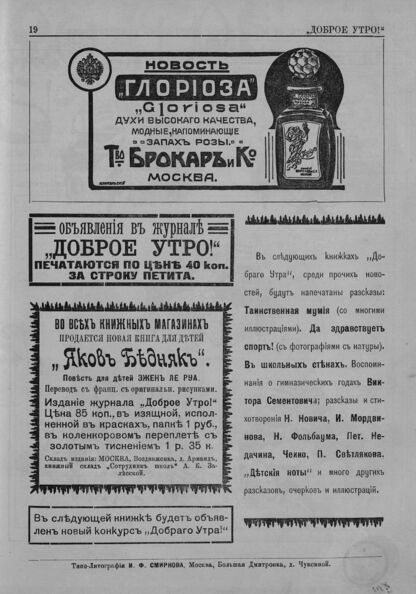 19
„ДОБРОЕ УТРО!“
НОВОСТЬ
„ГЛОРІОЗА“
„Gloriosa“
ДУХИ ВЫСОКАГО КАЧЕСТВА,
МОДНЫЕ, НАПОМИНАЮЩІЕ
ЗАПАХЪ РОЗЫ.
Тво БРОКАРЪ и Ко
МОСКВА.
ОБЪЯВЛЕНІЯ ВЪ ЖУРНАЛѢ
„ДОБРОЕ УТРО!“
ПЕЧАТАЮТСЯ ПО ЦѢНѢ 40 коп.
ЗА СТРОКУ ПЕТИТА.
ВО ВСѢХЪ КНИЖНЫХЪ МАГАЗИНАХЪ
ПРОДАЕТСЯ НОВАЯ КНИГА ДЛЯ ДѢТЕЙ
„Яковъ Бѣднякъ“.
Повѣсть для дѣтей ЭЖЕНЪ ЛЕ РУА.
Переводъ съ франц. съ оригинальн. рисунками.
Изданіе журнала „Доброе Утро!“
Цѣна 85 коп., въ изящной, исполненной
въ краскахъ, папкѣ 1 руб.,
въ коленкоровомъ переплетѣ съ
золотымъ тисненіемъ 1 р. 35 к.
Складъ изданія: МОСКВА, Воздвиженка, д. Арманд,
книжный складъ „Сотрудникъ школъ“ А. К. Залѣсской.
Въ слѣдующей книжкѣ будетъ объявленъ
новый конкурсъ „Добраго Утра!“
Въ слѣдующихъ книжкахъ „Добраго
Утра“, среди прочихъ новостей,
будутъ напечатаны разсказы:
Таинственная мумія (со многими
иллюстраціями). Да здравствуетъ
спортъ! (съ фотографіями съ натуры).
Въ школьныхъ стѣнахъ. Воспоминанія
о гимназическихъ годахъ Виктора
Сементовича; разсказы и стихотворенія
Н. Новича, И. Мордвинова,
Н. Фольбаума, Пег. Недачина,
Чекко, П. Свѣтлякова.
„Дѣтскія ноты“ и много другихъ
разсказовъ, очерковъ и иллюстрацій.
Типо-Литографія И. Ф. СМИРНОВА, Москва, Большая Дмитровка, д. Чуксиной.